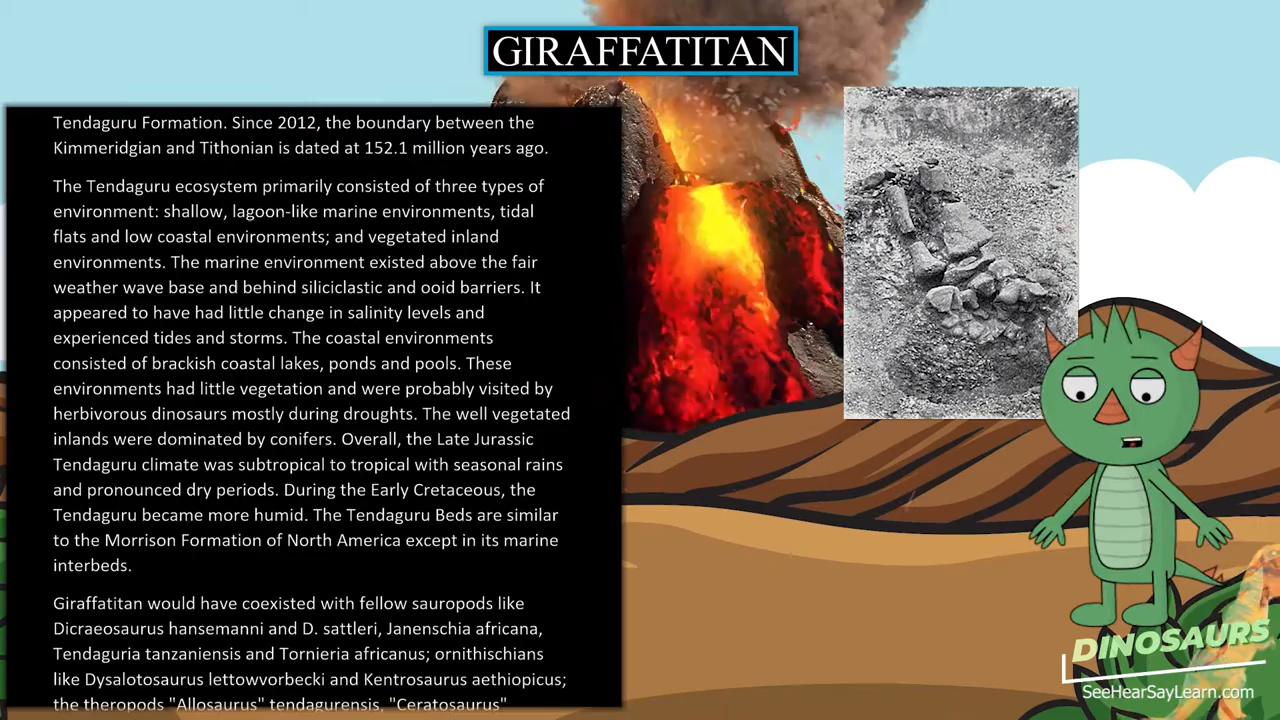 GIRAFFATITAN
Tendaguru Formation. Since 2012, the boundary between the
Kimmeridgian and Tithonian is dated at 152.1 million years ago.
The Tendaguru ecosystem primarily consisted of three types of
environment: shallow, lagoon-like marine environments, tidal
flats and low coastal environments; and vegetated inland
environments. The marine environment existed above the fair
weather wave base and behind siliciclastic and ooid barriers. It
appeared to have had little change in salinity levels and
experienced tides and storms. The coastal environments
consisted of brackish coastal lakes, ponds and pools. These
environments had little vegetation and were probably visited by
herbivorous dinosaurs mostly during droughts. The well vegetated
inlands were dominated by conifers. Overall, the Late Jurassic
Tendaguru climate was subtropical to tropical with seasonal rains
and pronounced dry periods. During the Early Cretaceous, the
Tendaguru became more humid. The Tendaguru Beds are similar
to the Morrison Formation of North America except in its marine
interbeds.
Giraffatitan would have coexisted with fellow sauropods like
Dicraeosaurus hansemanni and D. sattleri, Janenschia africana,
Tendaguria tanzaniensis and Tornieria africanus; ornithischians
like Dysalotosaurus lettowvorbecki and Kentrosaurus aethiopicus;
the theropods "Allosaurus" tendagurensis, "Ceratosaurus"
DINOSAURS
SeeHearSayLearn.com